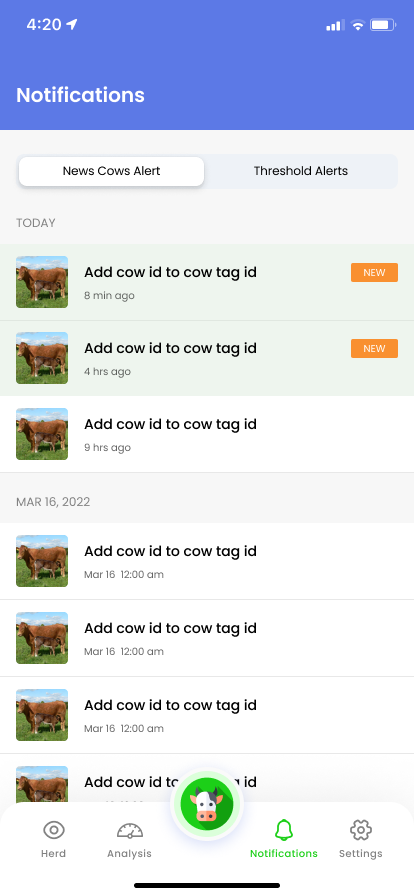 4:20
Notifications
News Cows Alert
Threshold Alerts
TODAY
Add cow id to cow tag id
NEW
8 min ago
Add cow id to cow tag id
NEW
4 hrs ago
Add cow id to cow tag id
9 hrs ago
MAR 16, 2022
Add cow id to cow tag id
Mar 16 12:00 am
Add cow id to cow tag id
Mar 16 12:00 am
Add cow id to cow tag id
Mar 16 12:00 am
Add cow id to cow tag id
Herd
Analysis
Notifications
Settings